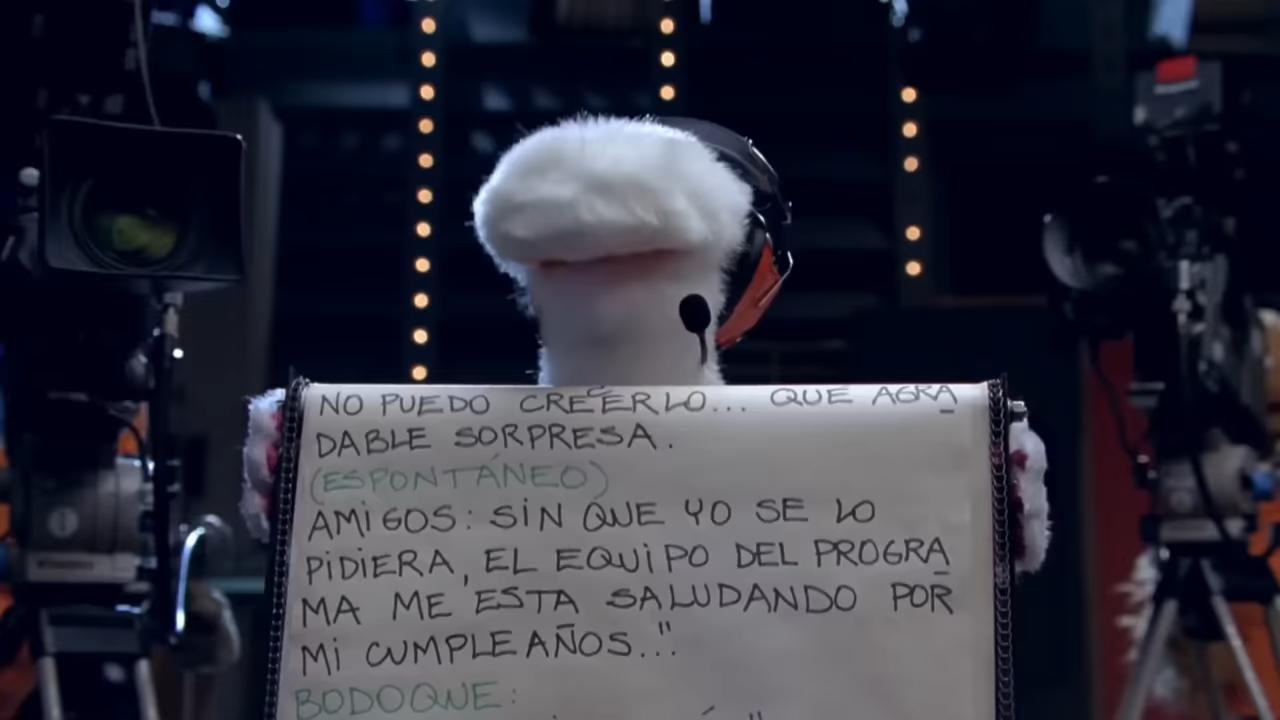 NO PUEDO CREERLO... QUE AGRA
DABLE SORPRESA.
(ESPONTÁNEO)
AMIGOS: SIN QUE YO SE LO
PIDIERA, EL EQUIPO DEL PROGRA
MA ME ESTA SALUDANDO POR
MI CUMPLEAÑOS..."
BODOQUE: